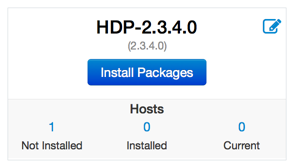 HDP-2.3.4.0
(2.3.4.0)
Install Packages
Hosts
1 0 0
Not Installed Installed Current